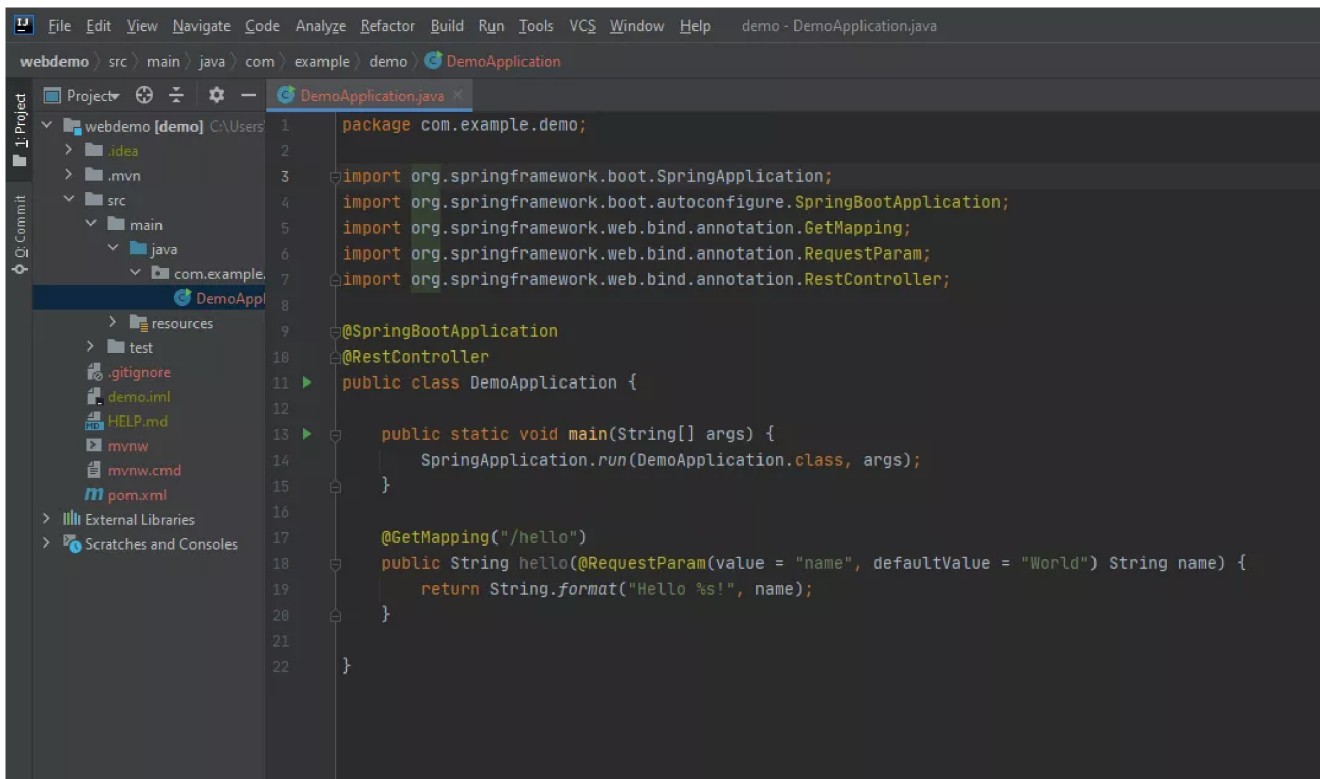 File Edit View Navigate Code Analyze Refactor Build Run Tools VCS Window Help demo - DemoApplication.java
webdemo src main java com example demo DemoApplication
Project
DemoApplication.java
1: Project
0: Commit
webdemo [demo] C:\Users
.idea
.mvn
src
main
java
com.example.
DemoAppl
resources
test
.gitignore
demo.iml
HELP.md
mvnw
mvnw.cmd
pom.xml
External Libraries
Scratches and Consoles
1 package com.example.demo;
2
3 import org.springframework.boot.SpringApplication;
4 import org.springframework.boot.autoconfigure.SpringBootApplication;
5 import org.springframework.web.bind.annotation.GetMapping;
6 import org.springframework.web.bind.annotation.RequestParam;
7 import org.springframework.web.bind.annotation.RestController;
8
9 @SpringBootApplication
10 @RestController
11 public class DemoApplication {
12
13 public static void main(String[] args) {
14 SpringApplication.run(DemoApplication.class, args);
15 }
16
17 @GetMapping("/hello")
18 public String hello(@RequestParam(value = "name", defaultValue = "World") String name) {
19 return String.format("Hello %s!", name);
20 }
21
22 }